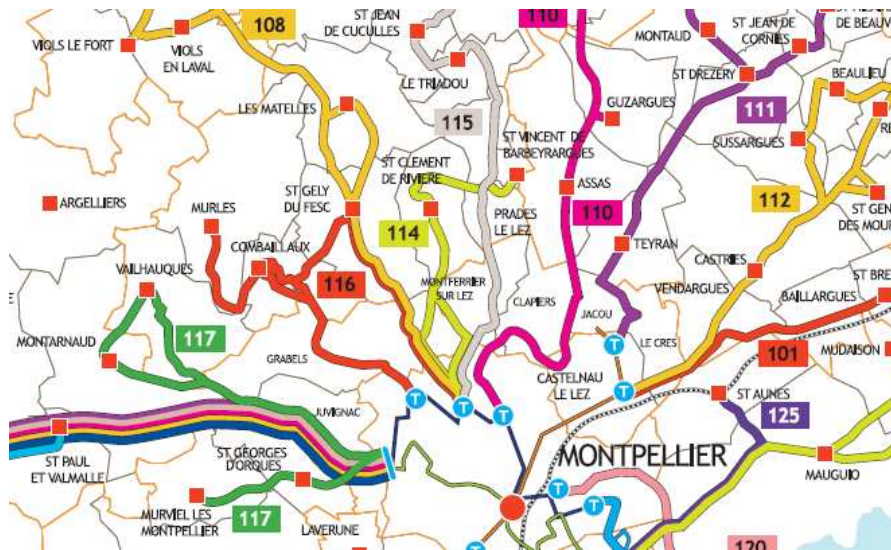 ST JEAN
DE CUCULLES
110
108
VIOLS LE FORT
VIOLS
EN LAVAL
MONTAUD
ST JEAN DE
CORNIES
DE BEAUV
LE TRIADOU
ST DREZERY
BEAULIEU
LES MATELLES
115
GUZARGUES
111
ST VINCENT DE
BARBEYRARGUES
SUSSARGUES
ST CLEMENT
DE RIVIERE
ST GELY
DU FESC
ASSAS
ARGELLIERS
MURLES
112
PRADES
LE LEZ
110
ST GEN
DES MOUR
114
COMBAILLAUX
TEYRAN
VAILHAUQUES
CASTRIES
116
MONTFERRIER
SUR LEZ
VENDARGUES
ST BRE
CLAPIERS
BAILLARGUES
JACOU
117
MONTARNAUD
LE CRES
T
GRABELS
101
MUDAISON
CASTELNAU
LE LEZ
T
ST AUNES
T
T
T
JUVIGNAC
125
ST GEORGES
D'ORQUES
MONTPELLIER
ST PAUL
ET VALMALLE
MAUGUIO
T
T
MURVIEL LES
MONTPELLIER
117
LAVERUNE
T
120